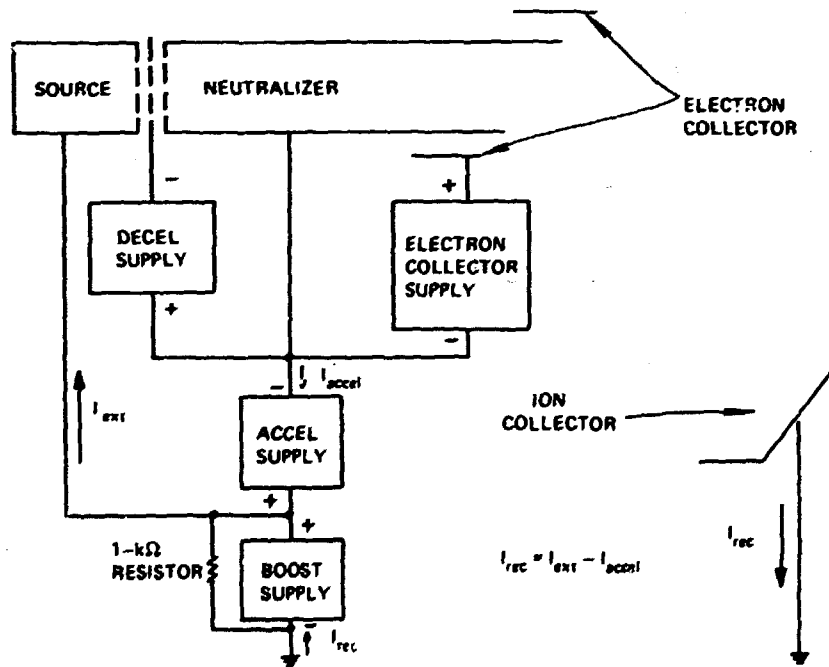 SOURCE
NEUTRALIZER
ELECTRON
COLLECTOR
−
+
DECEL
SUPPLY
ELECTRON
COLLECTOR
SUPPLY
+
−
I_ext
−
I_accel
ACCEL
SUPPLY
ION
COLLECTOR
+
+
1-kΩ
RESISTOR
BOOST
SUPPLY
I_rec = I_ext − I_accel
I_rec
−
I_rec